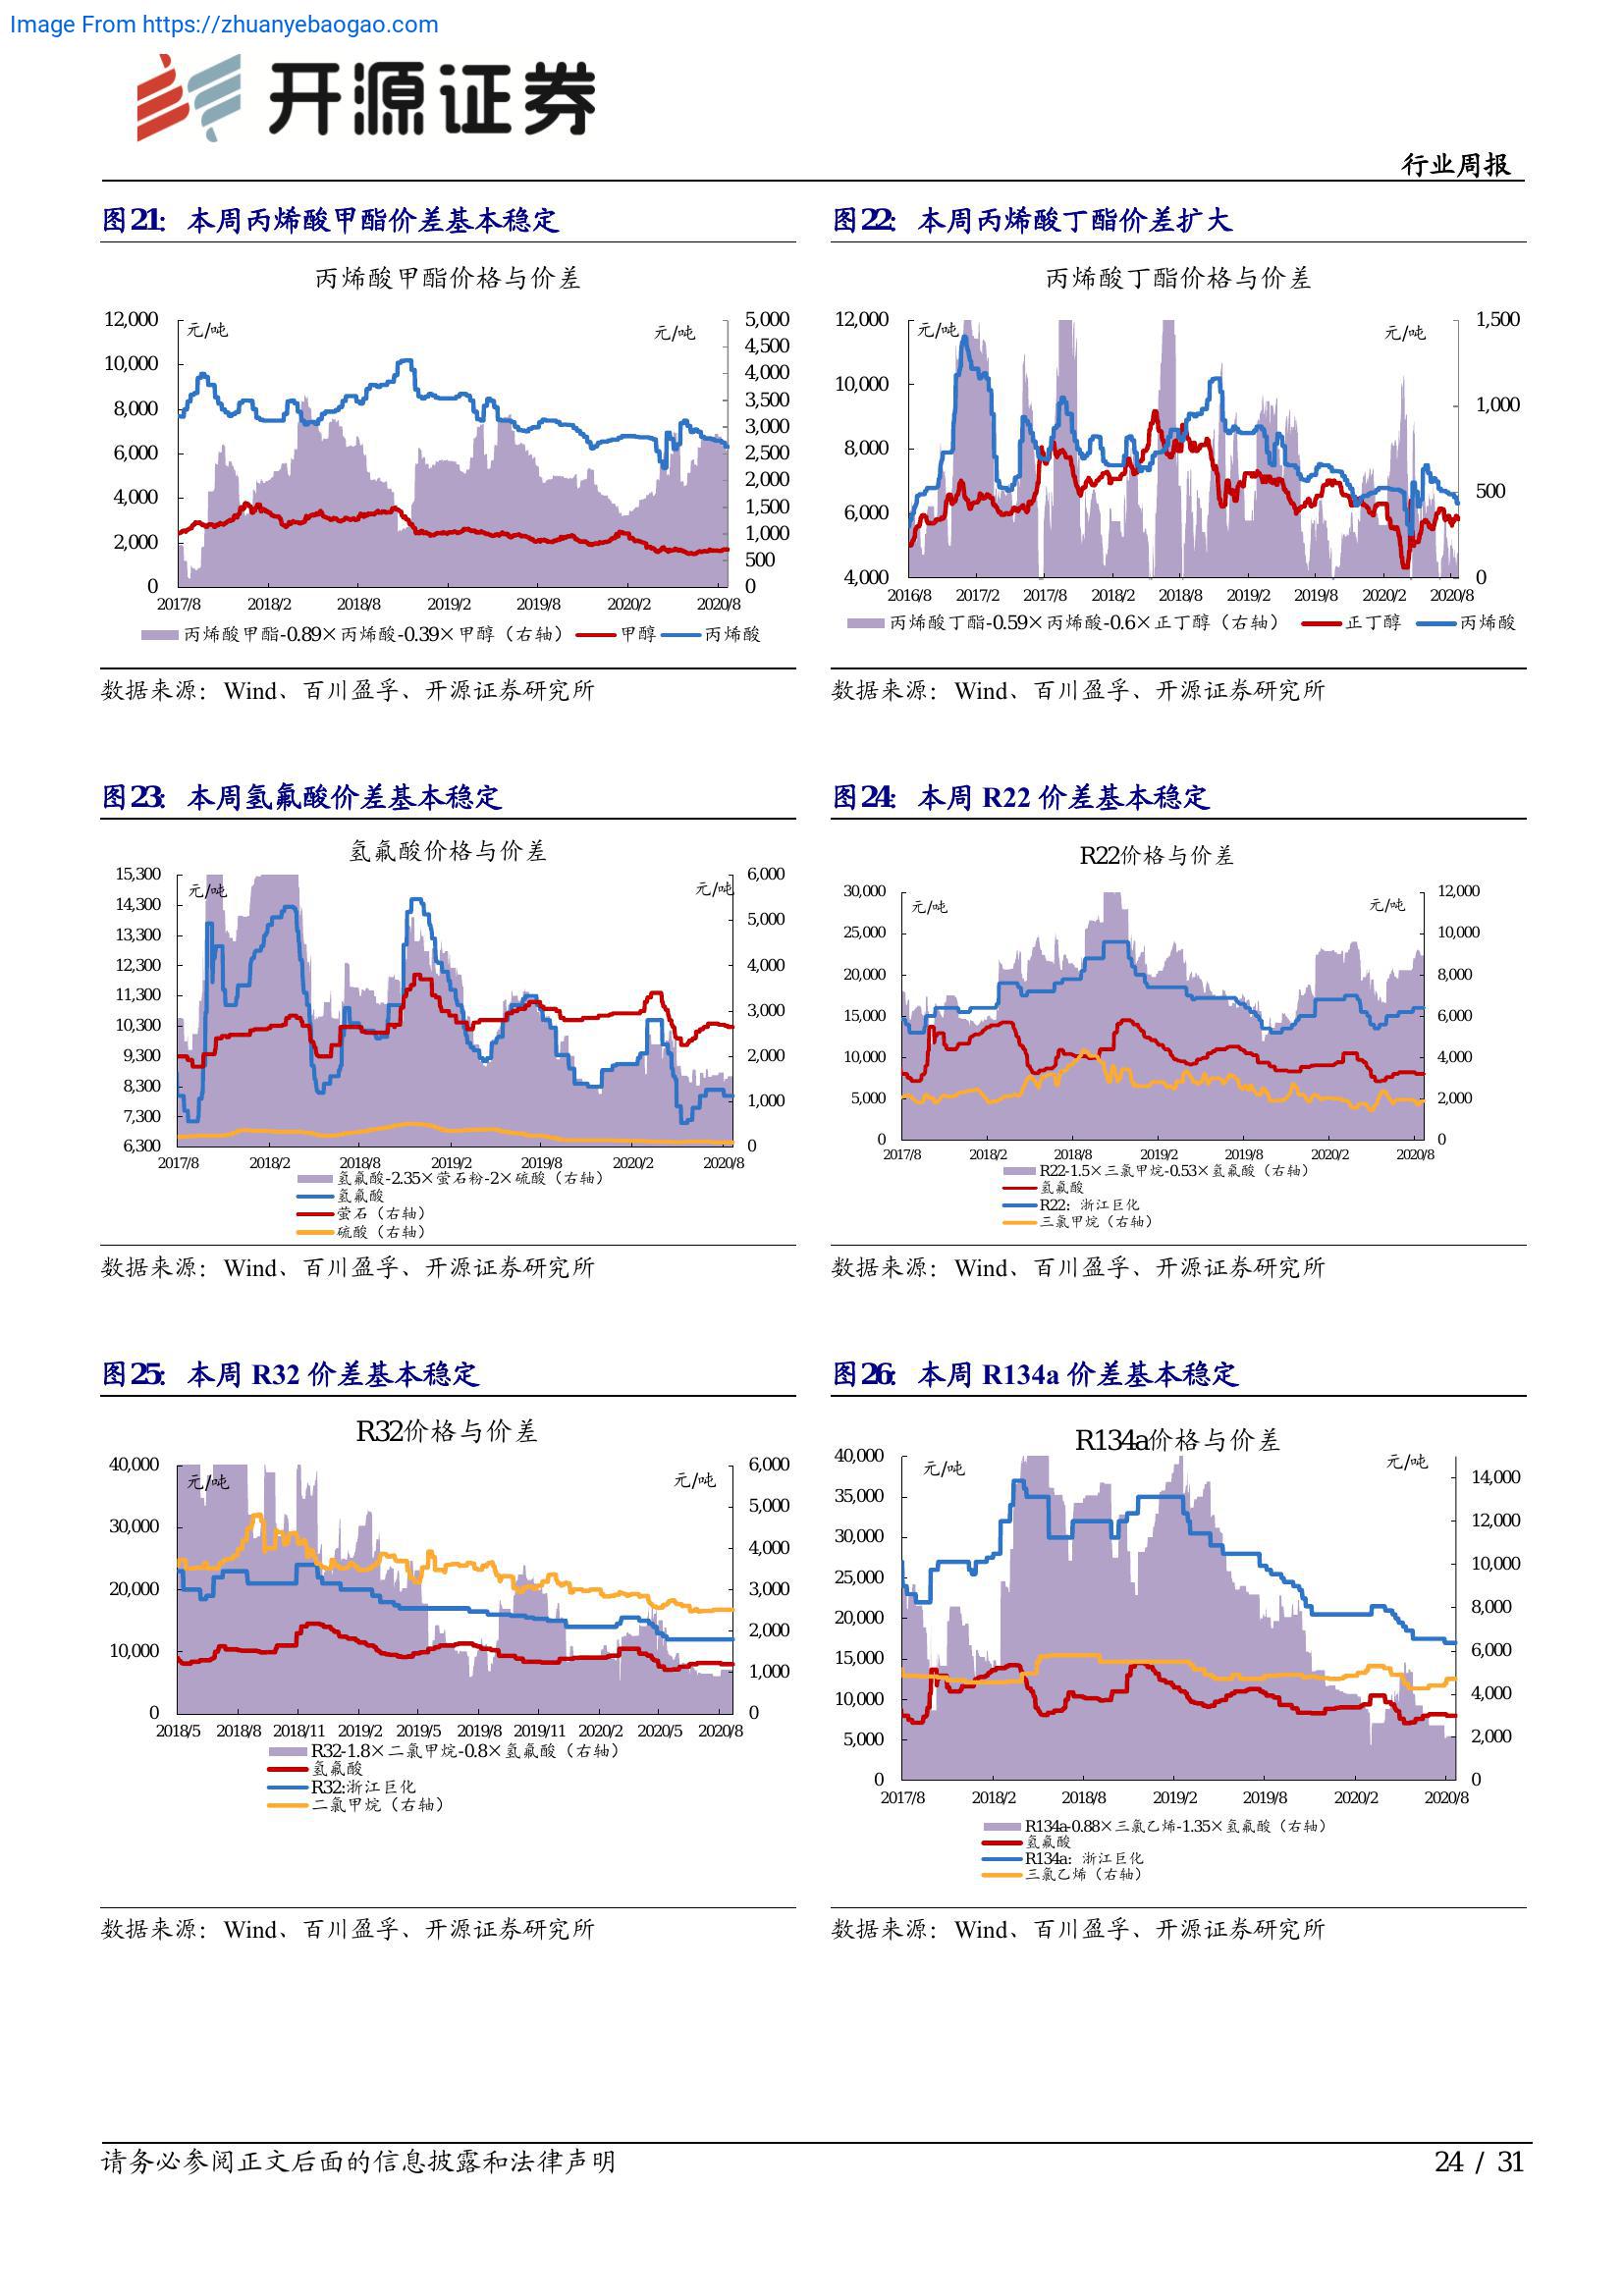 Image From https://zhuanyebaogao.com
开源证券
行业周报
图21: 本周丙烯酸甲酯价差基本稳定
图22: 本周丙烯酸丁酯价差扩大
丙烯酸甲酯价格与价差
12,000
10,000
8,000
6,000
4,000
2,000
0
元/吨
元/吨
5,000
4,500
4,000
3,500
3,000
2,500
2,000
1,500
1,000
500
0
2017/8 2018/2 2018/8 2019/2 2019/8 2020/2 2020/8
丙烯酸甲酯-0.89×丙烯酸-0.39×甲醇（右轴） 甲醇 丙烯酸
丙烯酸丁酯价格与价差
12,000
10,000
8,000
6,000
4,000
元/吨
元/吨
1,500
1,000
500
0
2016/8 2017/2 2017/8 2018/2 2018/8 2019/2 2019/8 2020/2 2020/8
丙烯酸丁酯-0.59×丙烯酸-0.6×正丁醇（右轴） 正丁醇 丙烯酸
数据来源：Wind、百川盈孚、开源证券研究所
数据来源：Wind、百川盈孚、开源证券研究所
图23: 本周氢氟酸价差基本稳定
图24: 本周 R22 价差基本稳定
氢氟酸价格与价差
15,300
14,300
13,300
12,300
11,300
10,300
9,300
8,300
7,300
6,300
元/吨
元/吨
6,000
5,000
4,000
3,000
2,000
1,000
0
2017/8 2018/2 2018/8 2019/2 2019/8 2020/2 2020/8
氢氟酸-2.35×萤石粉-2×硫酸（右轴）
氢氟酸
萤石（右轴）
硫酸（右轴）
R22价格与价差
30,000
25,000
20,000
15,000
10,000
5,000
0
元/吨
元/吨
12,000
10,000
8,000
6,000
4,000
2,000
0
2017/8 2018/2 2018/8 2019/2 2019/8 2020/2 2020/8
R22-1.5×三氯甲烷-0.53×氢氟酸（右轴）
氢氟酸
R22：浙江巨化
三氯甲烷（右轴）
数据来源：Wind、百川盈孚、开源证券研究所
数据来源：Wind、百川盈孚、开源证券研究所
图25: 本周 R32 价差基本稳定
图26: 本周 R134a 价差基本稳定
R32价格与价差
40,000
30,000
20,000
10,000
0
元/吨
元/吨
6,000
5,000
4,000
3,000
2,000
1,000
0
2018/5 2018/8 2018/11 2019/2 2019/5 2019/8 2019/11 2020/2 2020/5 2020/8
R32-1.8×二氯甲烷-0.8×氢氟酸（右轴）
氢氟酸
R32:浙江巨化
二氯甲烷（右轴）
R134a价格与价差
40,000
35,000
30,000
25,000
20,000
15,000
10,000
5,000
0
元/吨
元/吨
14,000
12,000
10,000
8,000
6,000
4,000
2,000
0
2017/8 2018/2 2018/8 2019/2 2019/8 2020/2 2020/8
R134a-0.88×三氯乙烯-1.35×氢氟酸（右轴）
氢氟酸
R134a：浙江巨化
三氯乙烯（右轴）
数据来源：Wind、百川盈孚、开源证券研究所
数据来源：Wind、百川盈孚、开源证券研究所
请务必参阅正文后面的信息披露和法律声明
24 / 31